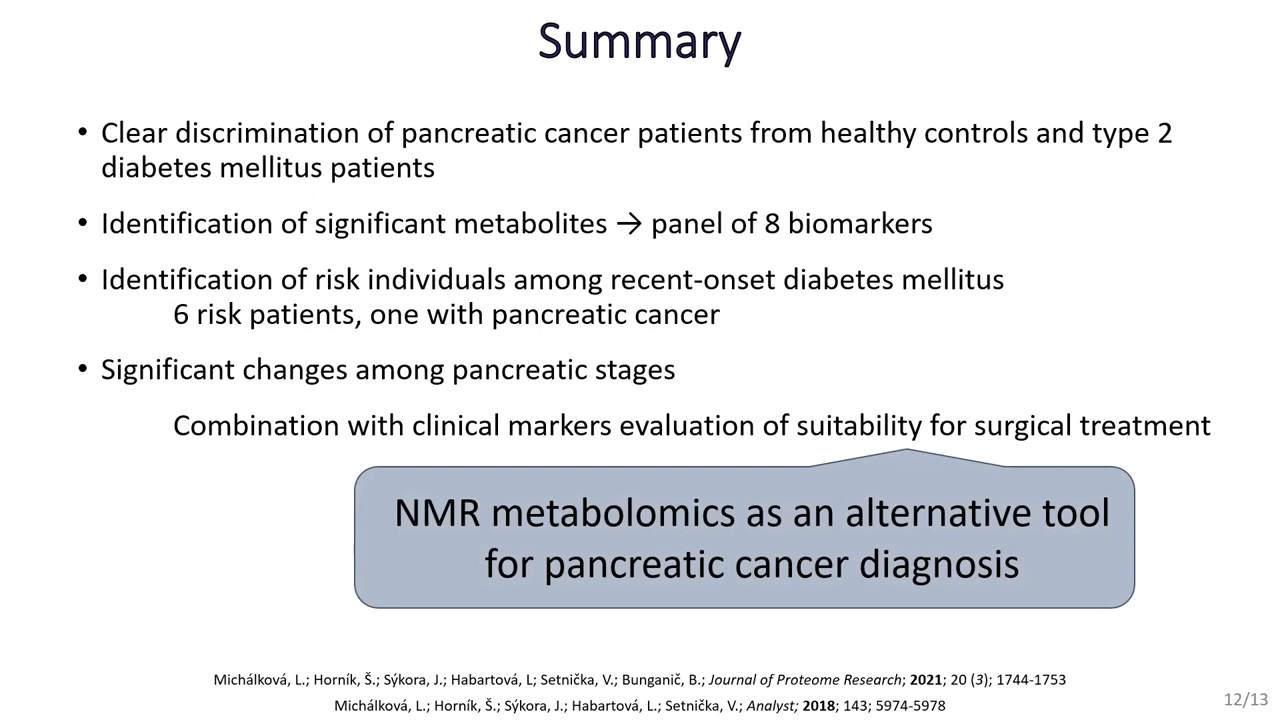 Summary
• Clear discrimination of pancreatic cancer patients from healthy controls and type 2
diabetes mellitus patients
• Identification of significant metabolites → panel of 8 biomarkers
• Identification of risk individuals among recent-onset diabetes mellitus
6 risk patients, one with pancreatic cancer
• Significant changes among pancreatic stages
Combination with clinical markers evaluation of suitability for surgical treatment
NMR metabolomics as an alternative tool
for pancreatic cancer diagnosis
Michálková, L.; Horník, Š.; Sýkora, J.; Habartová, L; Setnička, V.; Bunganič, B.; Journal of Proteome Research; 2021; 20 (3); 1744-1753
Michálková, L.; Horník, Š.; Sýkora, J.; Habartová, L.; Setnička, V.; Analyst; 2018; 143; 5974-5978
12/13